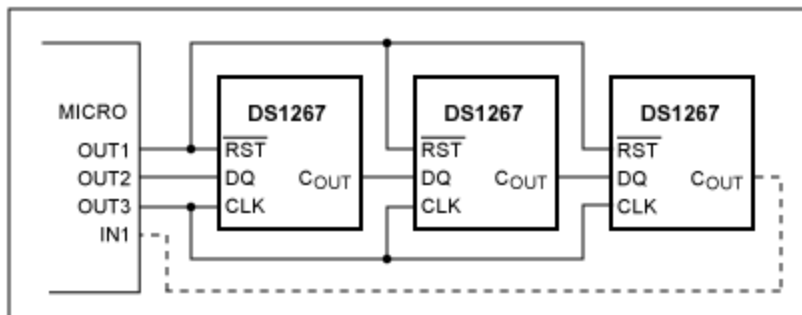 MICRO
OUT1
OUT2
OUT3
IN1
DS1267
RST
DQ
CLK
COUT
DS1267
RST
DQ
CLK
COUT
DS1267
RST
DQ
CLK
COUT